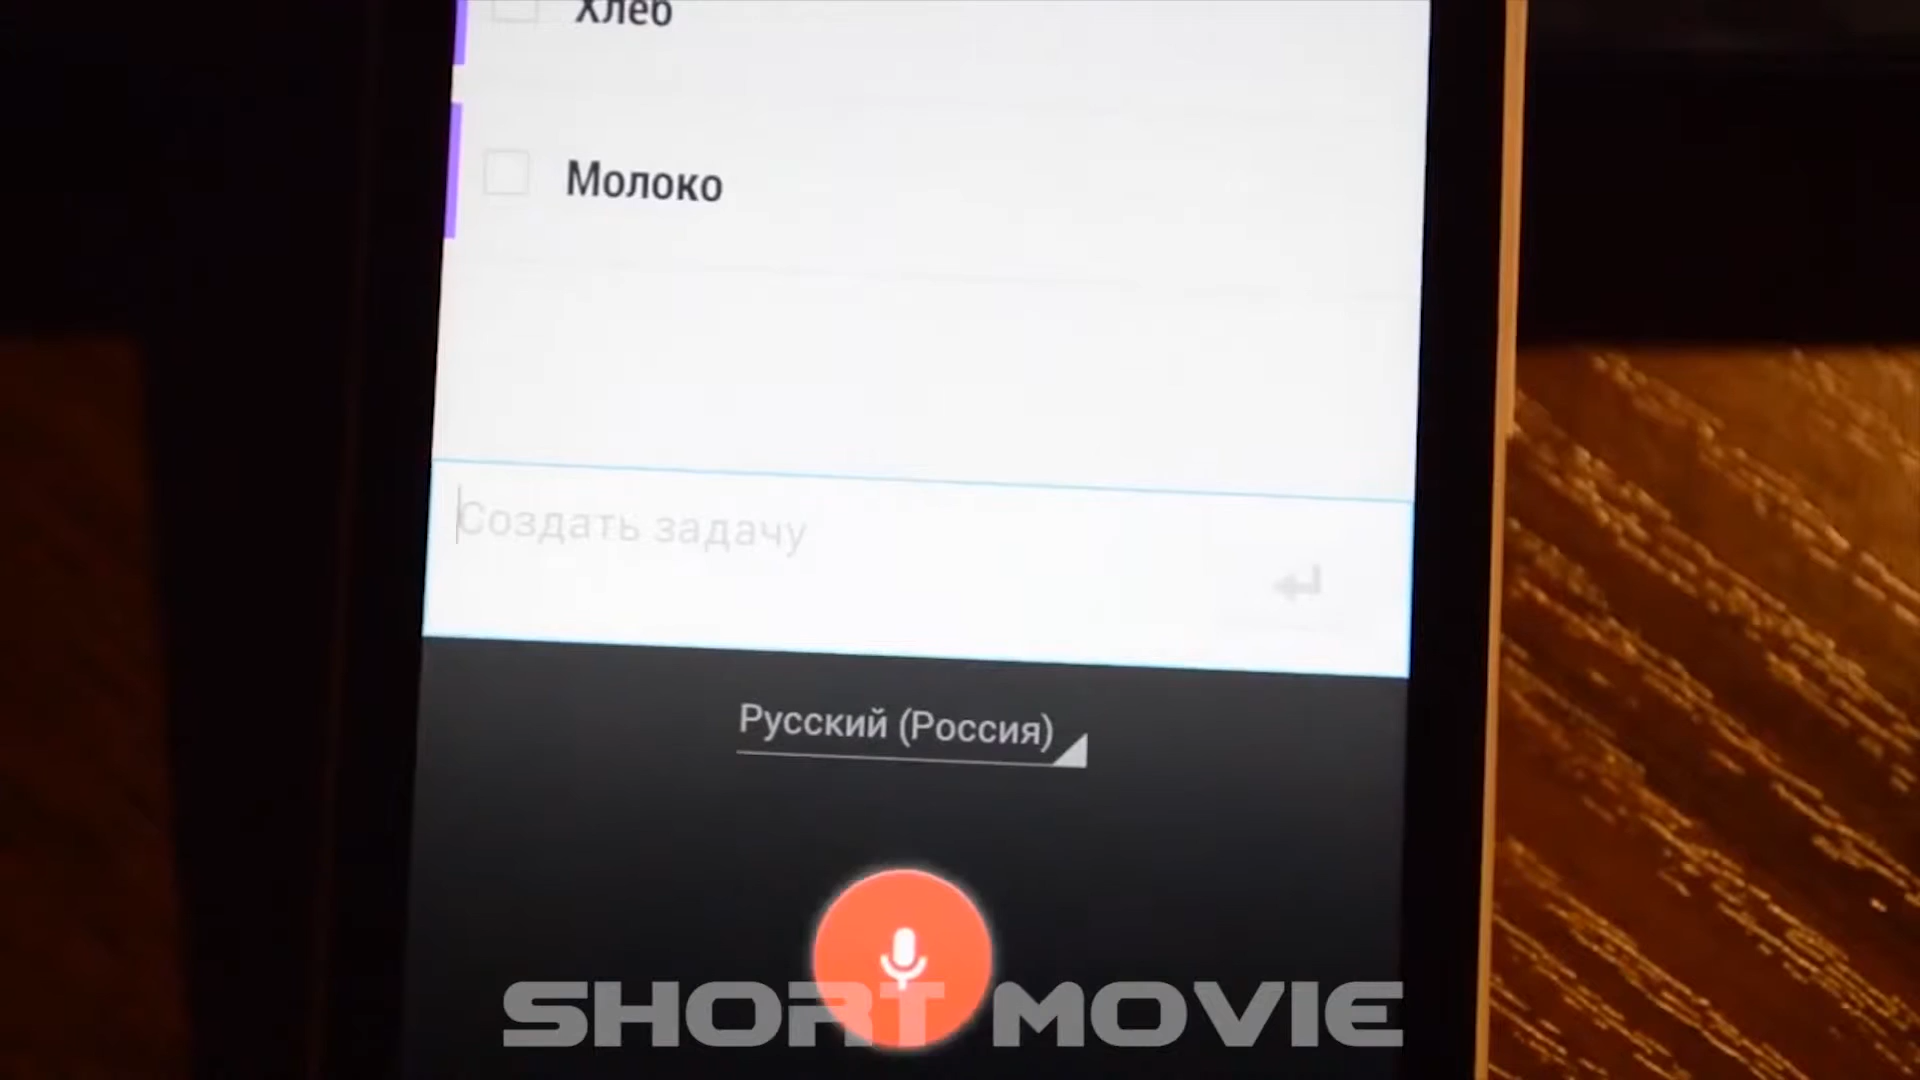 Хлеб
Молоко
Создать задачу
Русский (Россия)
SHORT MOVIE